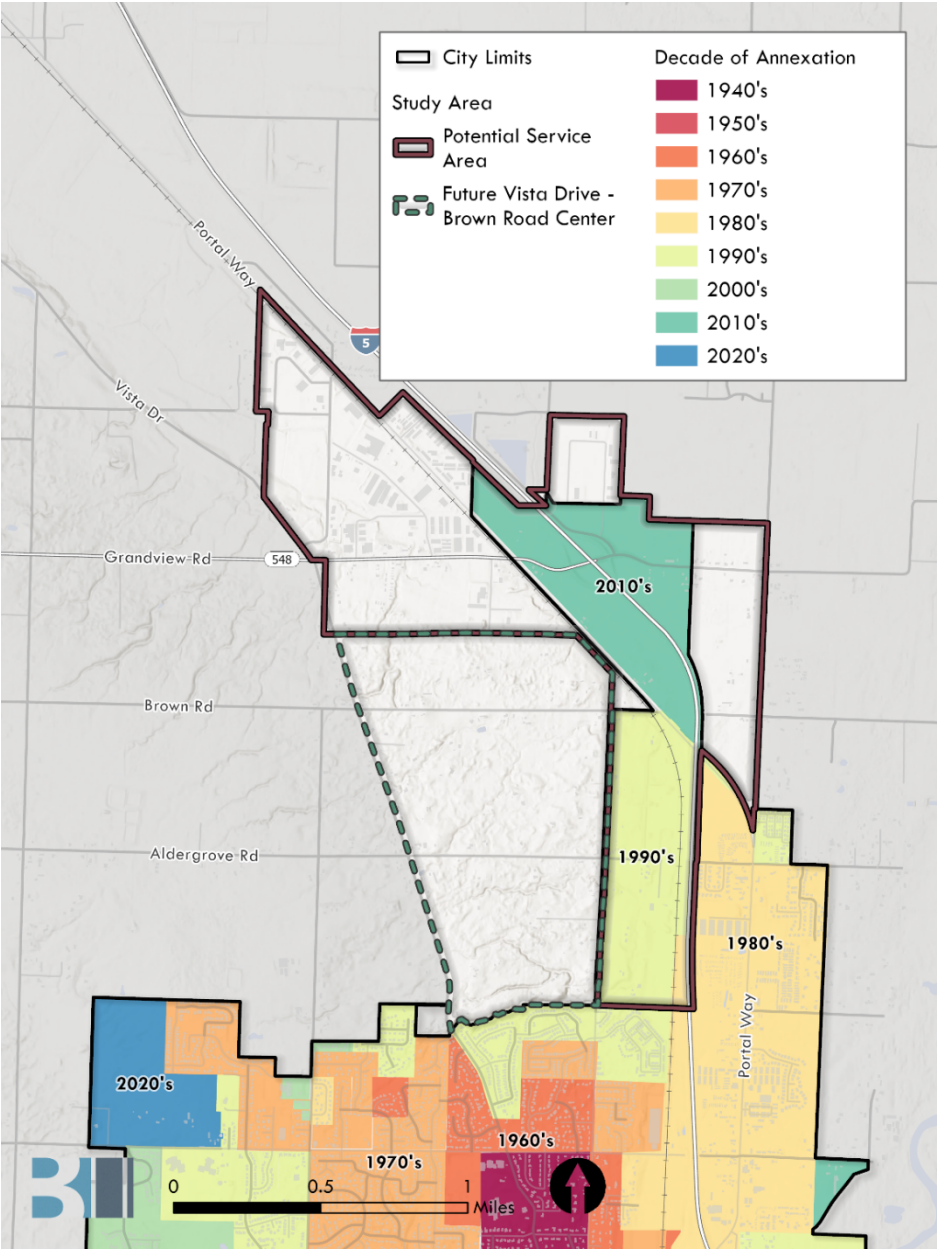 City Limits
Study Area
Potential Service
Area
Future Vista Drive -
Brown Road Center
Decade of Annexation
1940's
1950's
1960's
1970's
1980's
1990's
2000's
2010's
2020's
Portal Way
5
Vista Dr
Grandview Rd
548
2010's
Brown Rd
Aldergrove Rd
1990's
1980's
Portal Way
2020's
1960's
1970's
0 0.5 1
Miles